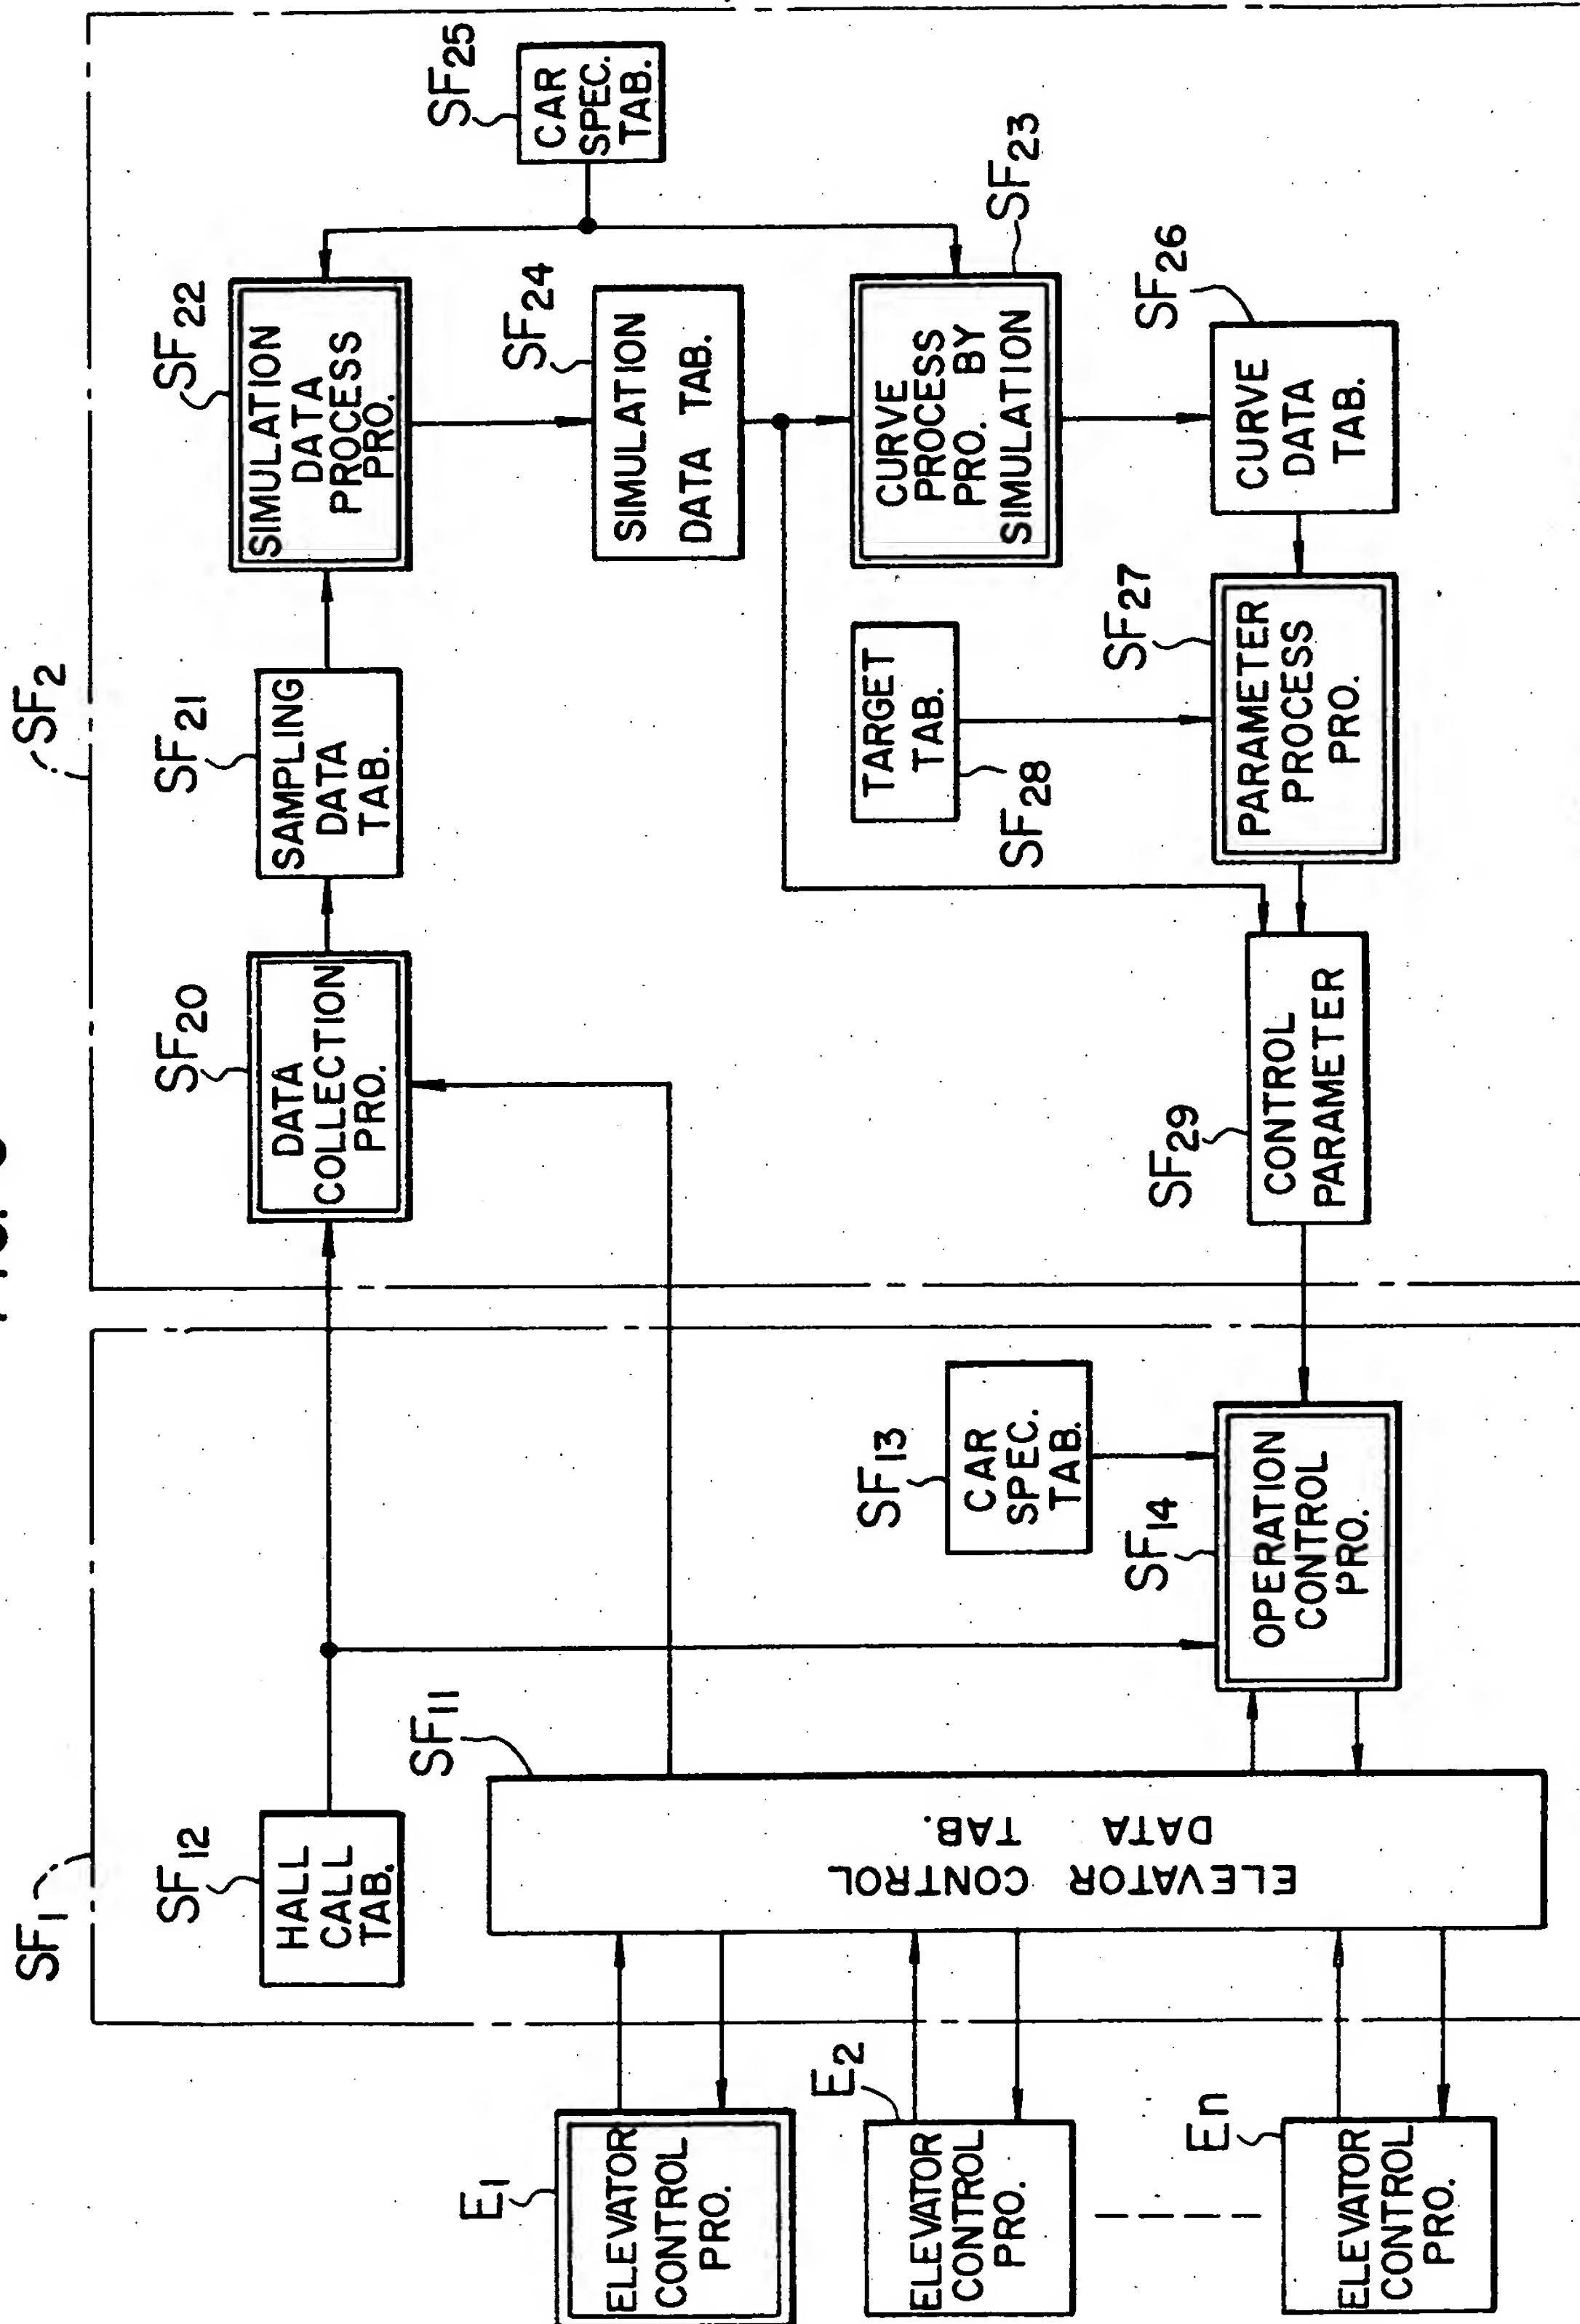 SF1
SF2
SF12
HALL
CALL
TAB.
SF20
DATA
COLLECTION
PRO.
SF21
SAMPLING
DATA
TAB.
SF22
SIMULATION
DATA
PROCESS
PRO.
SF25
CAR
SPEC.
TAB.
SF24
SIMULATION
DATA TAB.
SF11
ELEVATOR CONTROL
DATA TAB.
E1
ELEVATOR
CONTROL
PRO.
E2
ELEVATOR
CONTROL
PRO.
En
ELEVATOR
CONTROL
PRO.
SF13
CAR
SPEC.
TAB.
SF14
OPERATION
CONTROL
PRO.
SF23
CURVE
PROCESS
PRO. BY
SIMULATION
SF28
TARGET
TAB.
SF26
CURVE
DATA
TAB.
SF27
PARAMETER
PROCESS
PRO.
SF29
CONTROL
PARAMETER